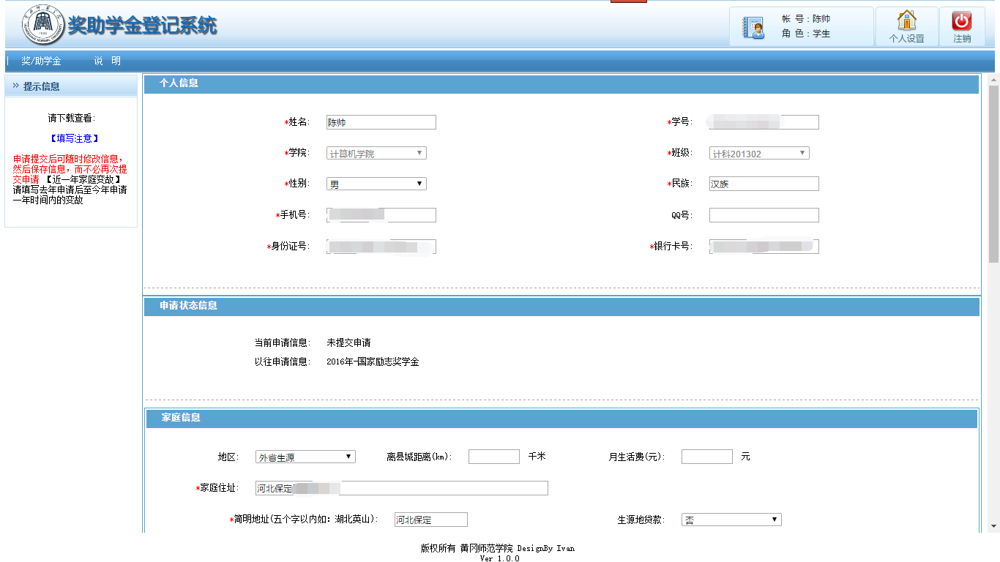 奖助学金登记系统
帐 号：陈帅
角 色：学生
个人设置
注销
奖/助学金
说 明
提示信息
请下载查看：
【填写注意】
申请提交后可随时修改信息，
然后保存信息，而不必再次提
交申请 【近一年家庭变故】
请填写去年申请后至今年申请
一年时间内的变故
个人信息
*姓名： 陈帅
*学号：
*学院： 计算机学院
*班级： 计科201302
*性别： 男
*民族： 汉族
*手机号：
QQ号：
*身份证号：
*银行卡号：
申请状态信息
当前申请信息： 未提交申请
以往申请信息： 2016年-国家励志奖学金
家庭信息
地区： 外省生源
离县城距离(km)： 千米
月生活费(元)： 元
*家庭住址： 河北保定
*简明地址(五个字以内如：湖北英山)： 河北保定
生源地贷款： 否
版权所有 黄冈师范学院 DesignBy Ivan
Ver 1.0.0